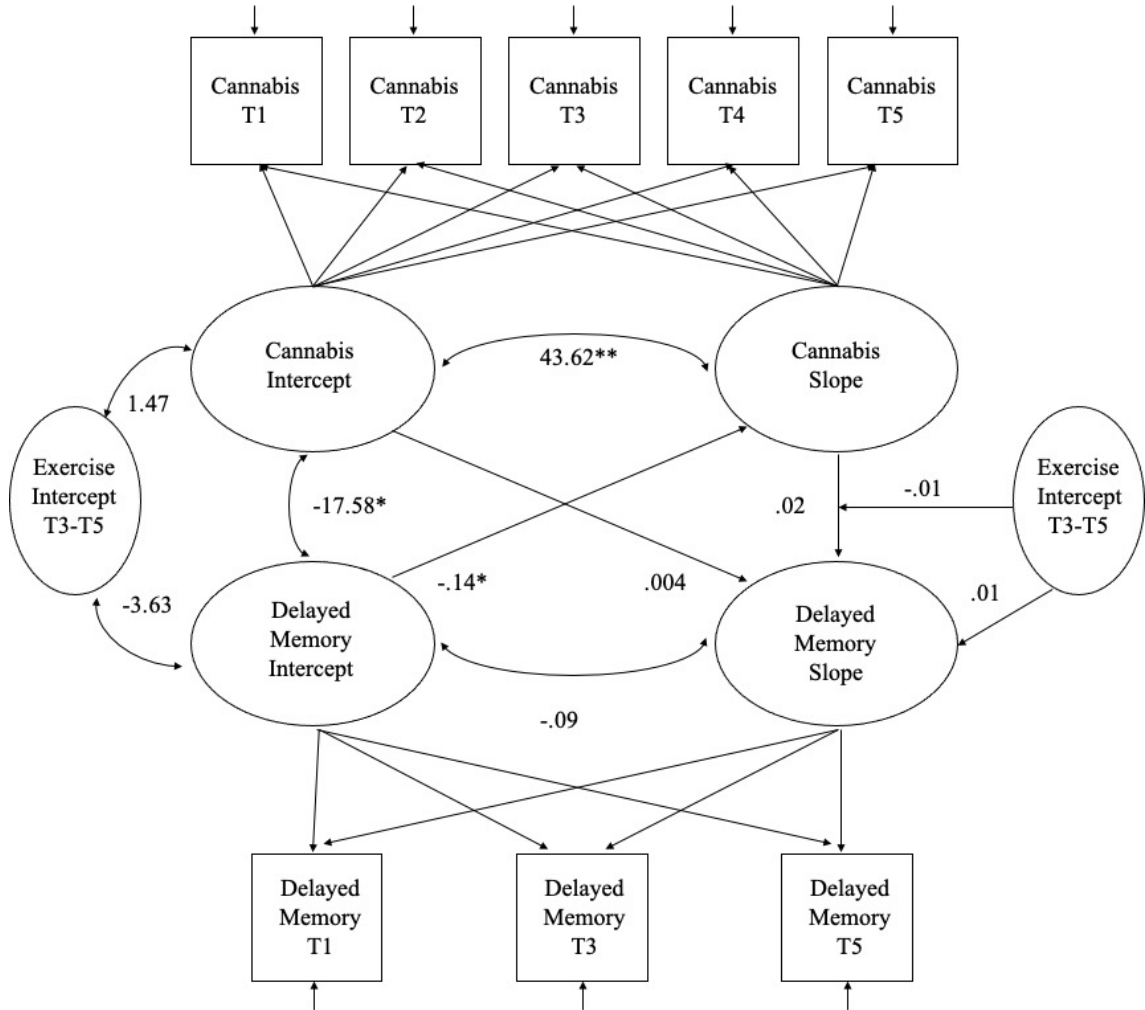 Cannabis
T1
Cannabis
T2
Cannabis
T3
Cannabis
T4
Cannabis
T5
Cannabis
Intercept
43.62**
Cannabis
Slope
1.47
Exercise
Intercept
T3-T5
-17.58*
.02
-.01
Exercise
Intercept
T3-T5
-3.63
-.14*
.004
.01
Delayed
Memory
Intercept
Delayed
Memory
Slope
-.09
Delayed
Memory
T1
Delayed
Memory
T3
Delayed
Memory
T5